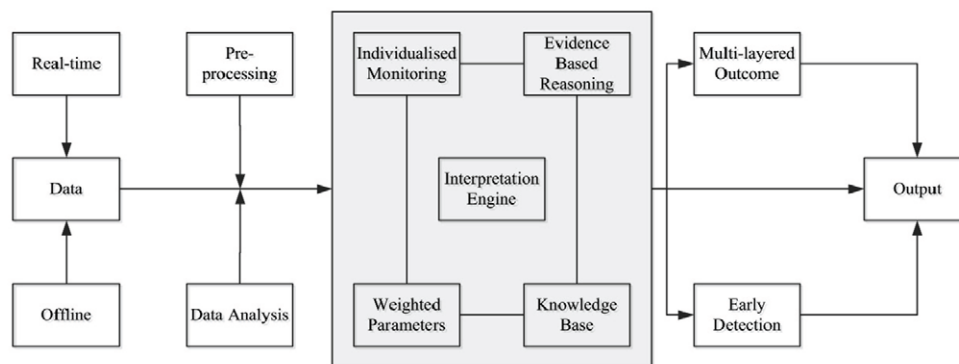 Real-time
Pre-
processing
Individualised
Monitoring
Evidence
Based
Reasoning
Multi-layered
Outcome
Data
Interpretation
Engine
Output
Offline
Data Analysis
Weighted
Parameters
Knowledge
Base
Early
Detection